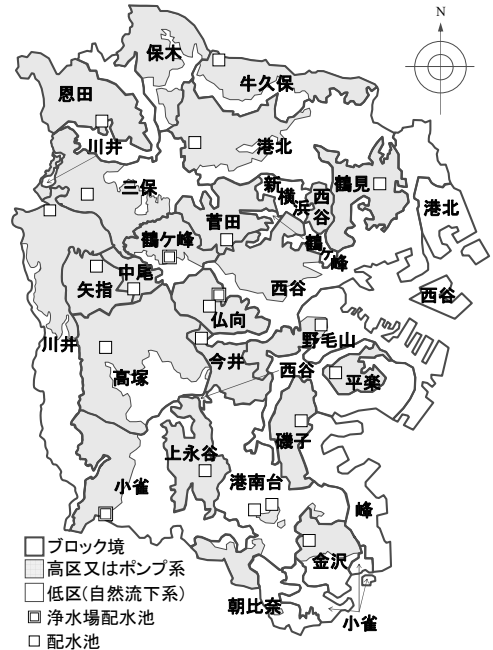 N
保木
牛久保
恩田
川井
港北
三保
新横浜
西谷
鶴見
港北
菅田
鶴ケ峰
鶴ケ峰
中尾
矢指
西谷
西谷
仏向
川井
野毛山
今井
西谷
高塚
平楽
磯子
上永谷
小雀
港南台
峰
金沢
朝比奈
小雀
ブロック境
高区又はポンプ系
低区(自然流下系)
浄水場配水池
配水池